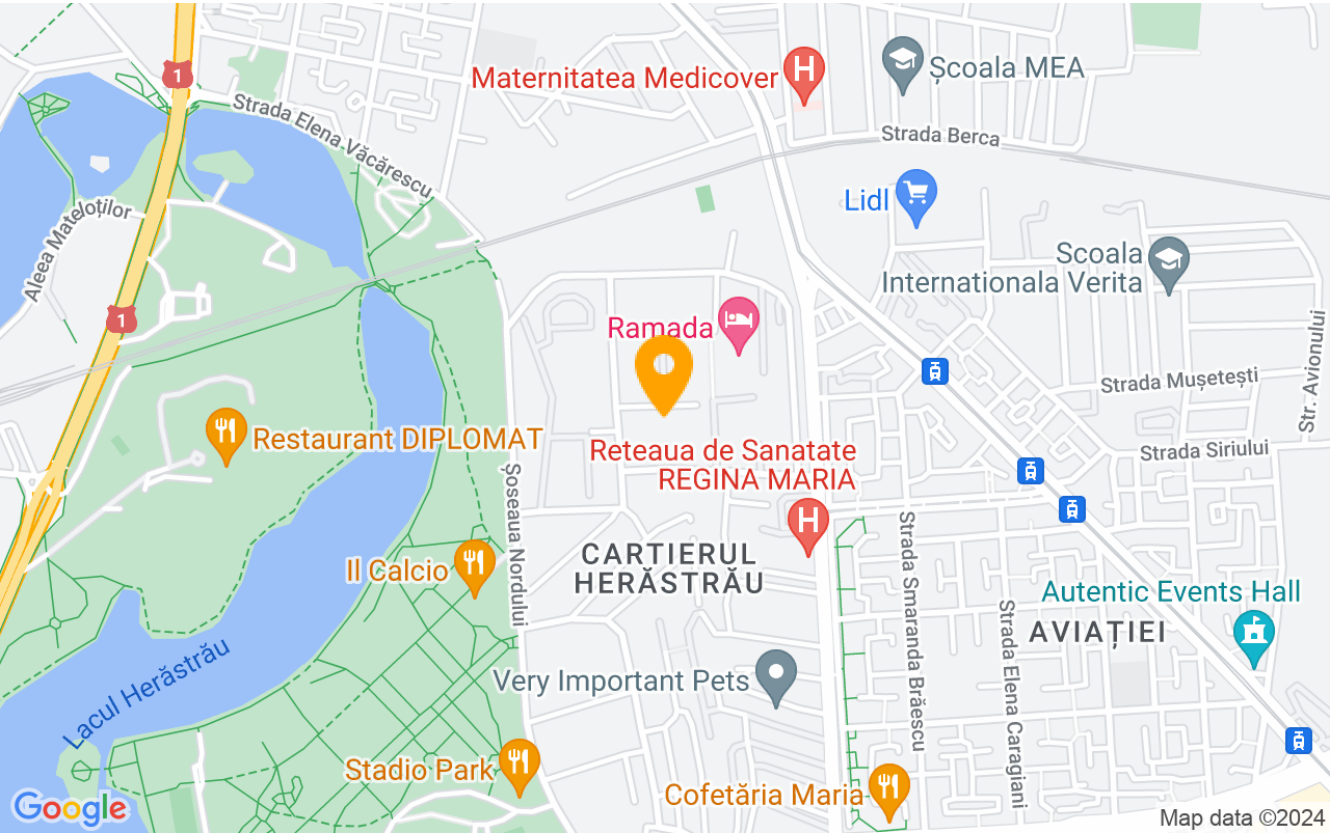 1
Maternitatea Medicover
H
Școala MEA
Strada Elena Văcărescu
Strada Berca
Lidl
Aleea Mateloților
Scoala
Internationala Verita
1
Ramada
Str. Avionului
Strada Mușetești
Restaurant DIPLOMAT
Reteaua de Sanatate
REGINA MARIA
Strada Siriului
Șoseaua Nordului
H
Strada Smaranda Brăescu
CARTIERUL
HERĂSTRĂU
Il Calcio
Autentic Events Hall
Strada Elena Caragiani
AVIAȚIEI
Lacul Herăstrău
Very Important Pets
Stadio Park
Cofetăria Maria
Google
Map data ©2024